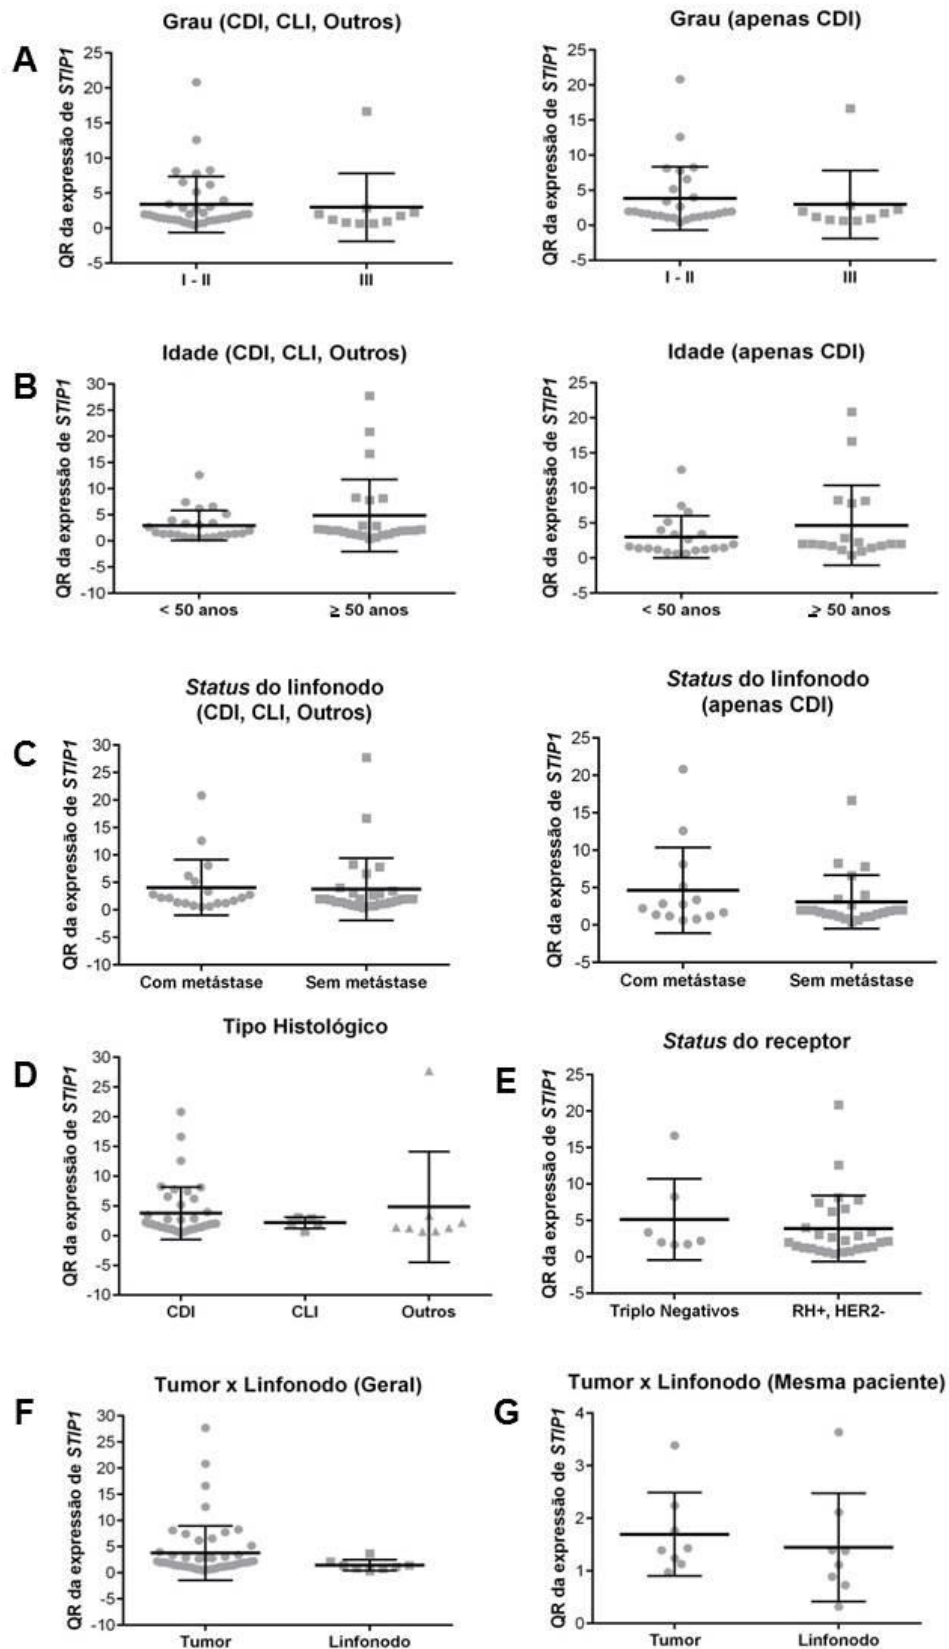 A
Grau (CDI, CLI, Outros)
QR da expressão de STIP1
25
20
15
10
5
0
-5
I - II
III
Grau (apenas CDI)
QR da expressão de STIP1
25
20
15
10
5
0
-5
I - II
III
B
Idade (CDI, CLI, Outros)
QR da expressão de STIP1
30
25
20
15
10
5
0
-5
-10
< 50 anos
≥ 50 anos
Idade (apenas CDI)
QR da expressão de STIP1
25
20
15
10
5
0
-5
< 50 anos
≥ 50 anos
C
Status do linfonodo
(CDI, CLI, Outros)
QR da expressão de STIP1
30
25
20
15
10
5
0
-5
-10
Com metástase
Sem metástase
Status do linfonodo
(apenas CDI)
QR da expressão de STIP1
25
20
15
10
5
0
-5
Com metástase
Sem metástase
D
Tipo Histológico
QR da expressão de STIP1
30
25
20
15
10
5
0
-5
-10
CDI
CLI
Outros
E
Status do receptor
QR da expressão de STIP1
25
20
15
10
5
0
-5
Triplo Negativos
RH+, HER2-
F
Tumor x Linfonodo (Geral)
QR da expressão de STIP1
30
25
20
15
10
5
0
-5
-10
Tumor
Linfonodo
G
Tumor x Linfonodo (Mesma paciente)
QR da expressão de STIP1
4
3
2
1
0
Tumor
Linfonodo